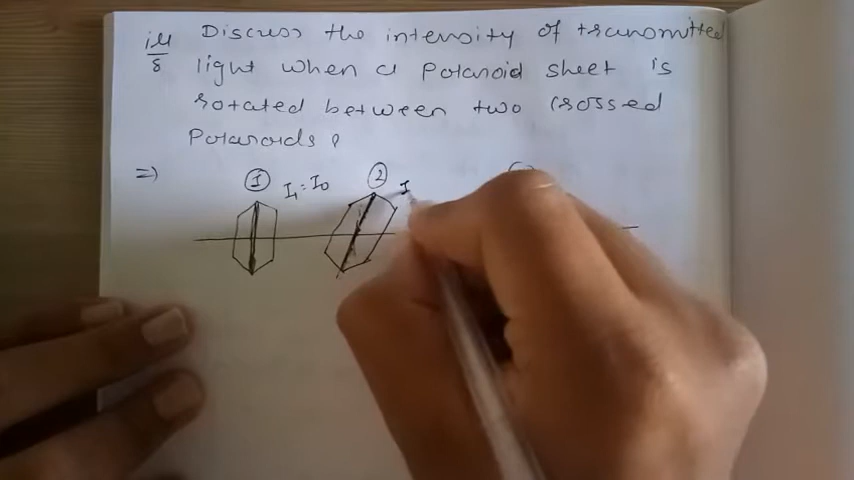 ill Discuss the intensity of transmitted
8 light when a Polaroid sheet is
rotated between two crossed
Polaroids?
=)
1 I₁ = I₀ 2 I